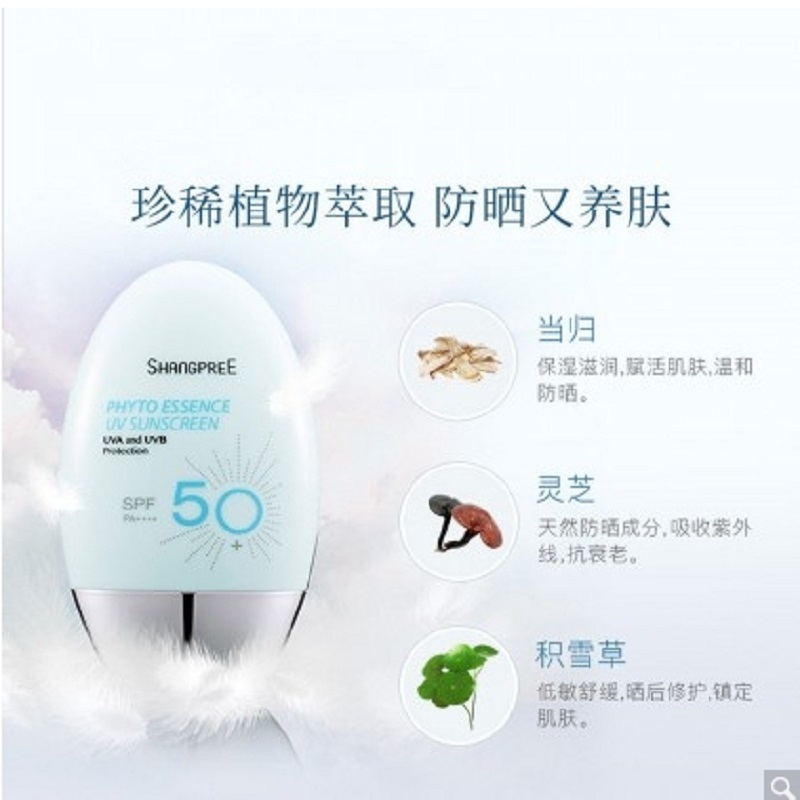 珍稀植物萃取 防晒又养肤
SHANGPREE
PHYTO ESSENCE
UV SUNSCREEN
UVA and UVB
Protection
SPF 50+
PA++++
当归
保湿滋润,赋活肌肤,温和
防晒。
灵芝
天然防晒成分,吸收紫外
线,抗衰老。
积雪草
低敏舒缓,晒后修护,镇定
肌肤。